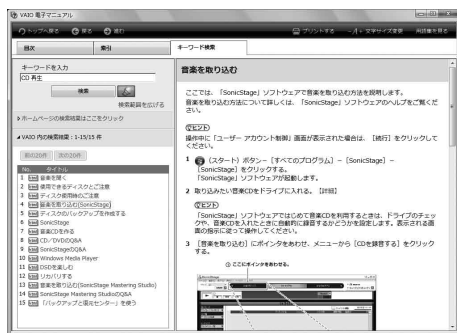 VAIO 電子マニュアル
トップへ戻る 戻る 進む プリントする -/+ 文字サイズ変更 用語集を見る
目次 索引 キーワード検索
キーワードを入力
CD 再生
検索
検索範囲を広げる
ホームページの検索結果はここをクリック
VAIO 内の検索結果:1-15/15 件
前の20件 次の20件
No. タイトル
1 音楽を聞く
2 使用できるディスクとご注意
3 ディスク使用時のご注意
4 音楽を取り込む(SonicStage)
5 ディスクのバックアップを作成する
6 SonicStage
7 音楽CDを作る
8 CD/DVDのQ&A
9 SonicStageのQ&A
10 Windows Media Player
11 DSDを楽しむ
12 リカバリする
13 音楽を取り込む(SonicStage Mastering Studio)
14 SonicStage Mastering StudioのQ&A
15 「バックアップと復元センター」を使う
音楽を取り込む
ここでは、「SonicStage」ソフトウェアで音楽を取り込む方法を説明します。
音楽を取り込む方法について詳しくは、「SonicStage」ソフトウェアのヘルプをご覧くだ
さい。
ヒント
操作中に「ユーザー アカウント制御」画面が表示された場合は、[続行]をクリックして
ください。
1 (スタート)ボタン-[すべてのプログラム]-[SonicStage]-
[SonicStage]をクリックする。
「SonicStage」ソフトウェアが起動します。
2 取り込みたい音楽CDをドライブに入れる。【詳細】
ヒント
「SonicStage」ソフトウェアではじめて音楽CDを利用するときは、ドライブのチェッ
クや、音楽CDを入れたときに自動的に録音するかどうかを設定します。表示される画
面の指示に従って操作してください。
3 [音楽を取り込む]にポインタをあわせ、メニューから[CDを録音する]をクリック
する。
① ここにポインタをあわせる。